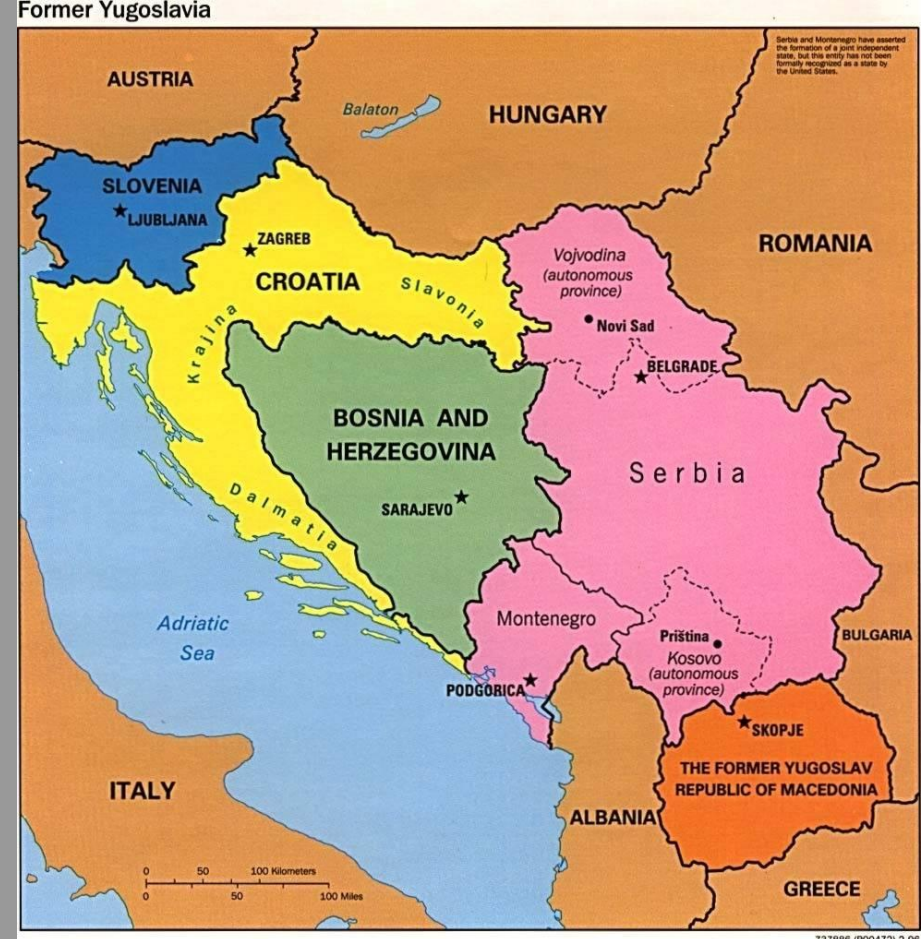 Former Yugoslavia
Serbia and Montenegro have asserted
the formation of a joint independent
state, but this entity has not been
formally recognized as a state by
the United States.
AUSTRIA
Balaton
HUNGARY
SLOVENIA
LJUBLJANA
ZAGREB
CROATIA
Slavonia
Krajina
Vojvodina
(autonomous
province)
Novi Sad
ROMANIA
BELGRADE
BOSNIA AND
HERZEGOVINA
SARAJEVO
Serbia
Dalmatia
Adriatic
Sea
Montenegro
Priština
Kosovo
(autonomous
province)
BULGARIA
PODGORICA
SKOPJE
THE FORMER YUGOSLAV
REPUBLIC OF MACEDONIA
ITALY
ALBANIA
GREECE
0 50 100 Kilometers
0 50 100 Miles